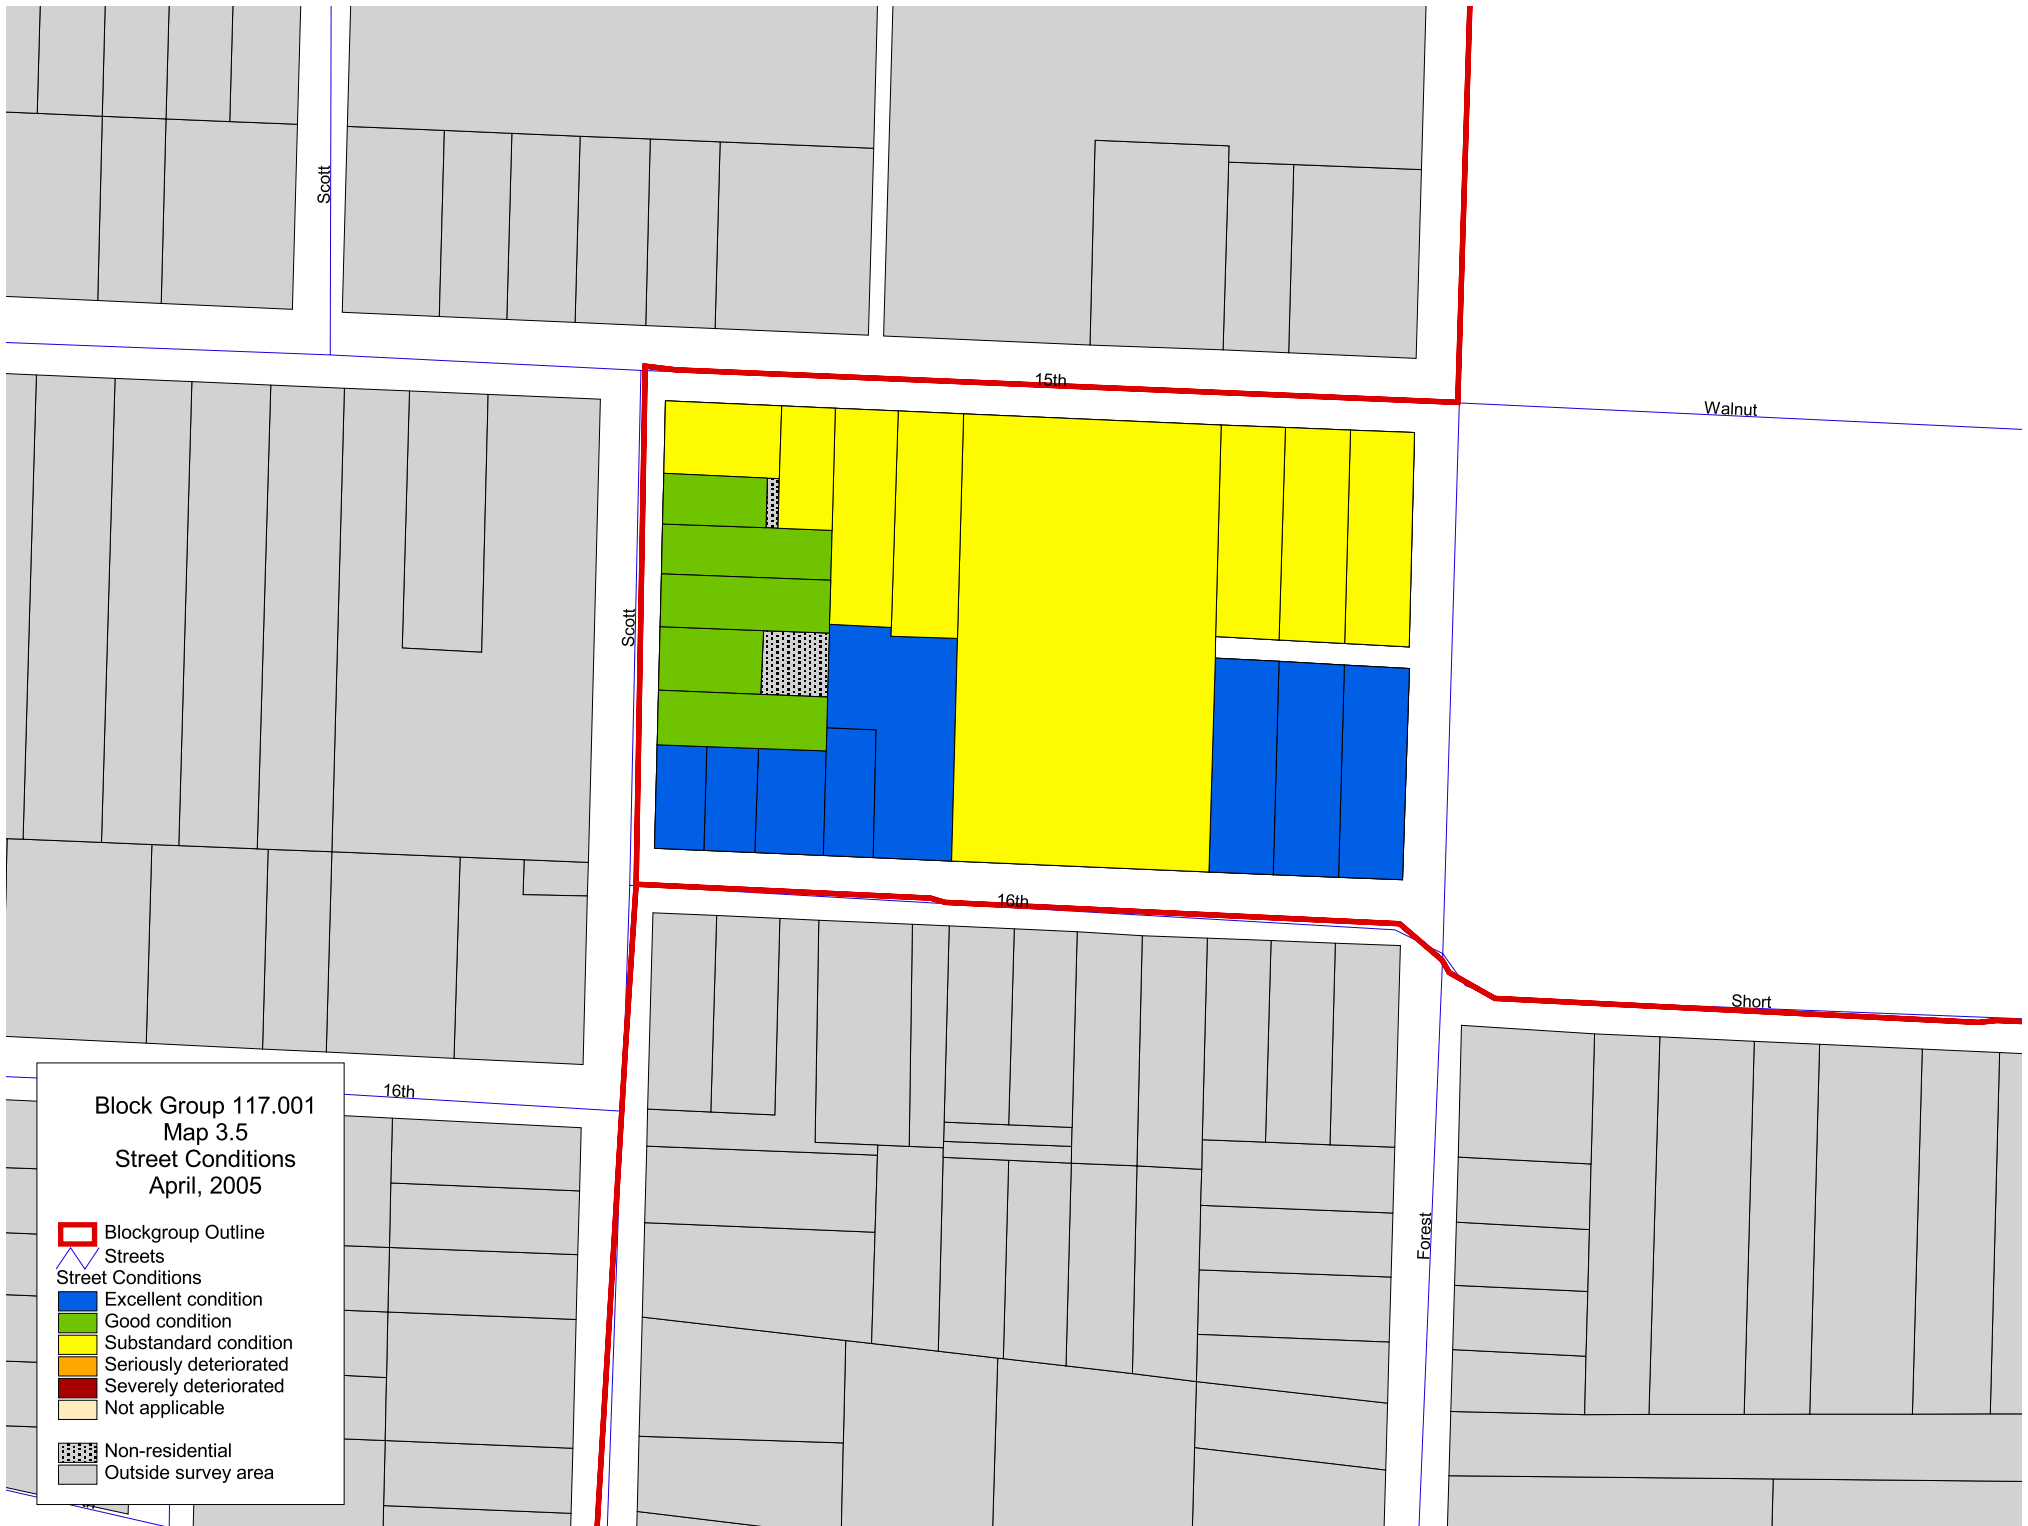 Scott
15th
Walnut
Scott
16th
Short
16th
Forest
Block Group 117.001
Map 3.5
Street Conditions
April, 2005
Blockgroup Outline
Streets
Street Conditions
Excellent condition
Good condition
Substandard condition
Seriously deteriorated
Severely deteriorated
Not applicable
Non-residential
Outside survey area